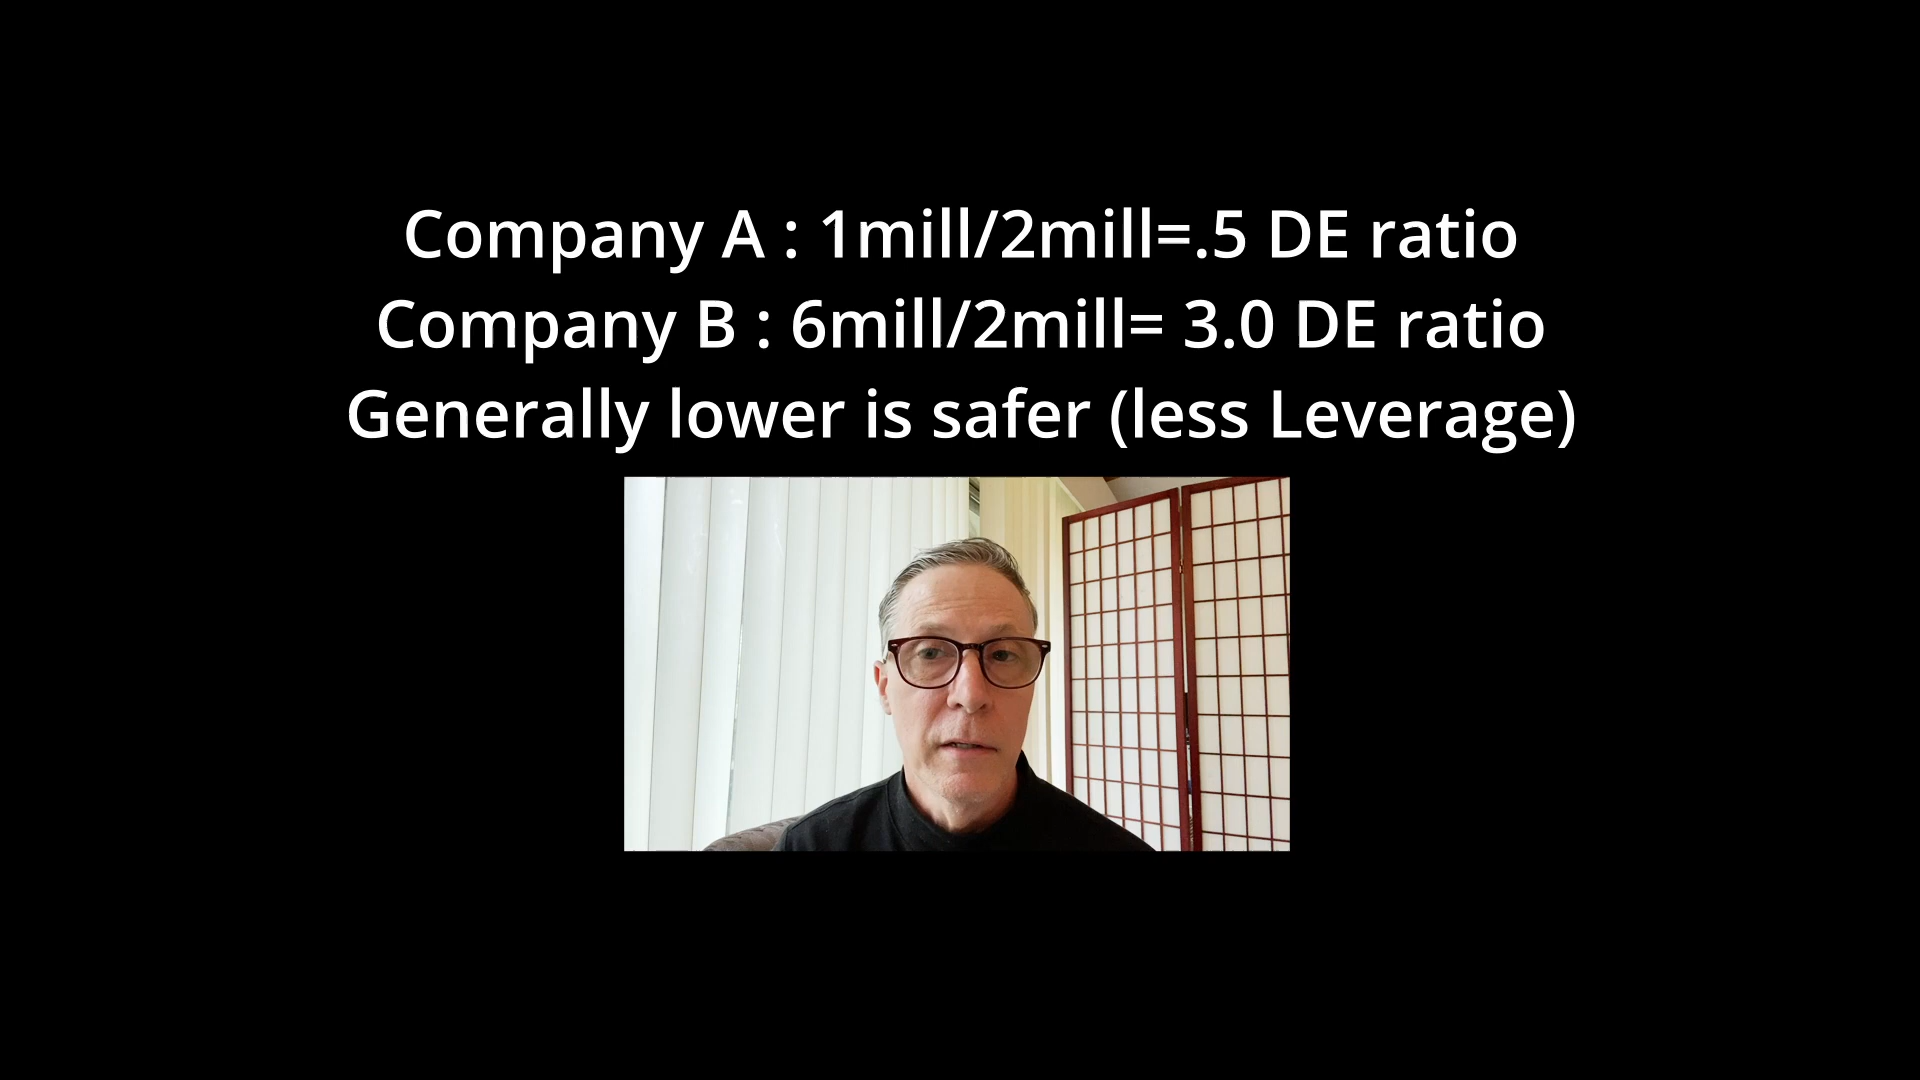 Company A : 1mill/2mill=.5 DE ratio
Company B : 6mill/2mill= 3.0 DE ratio
Generally lower is safer (less Leverage)